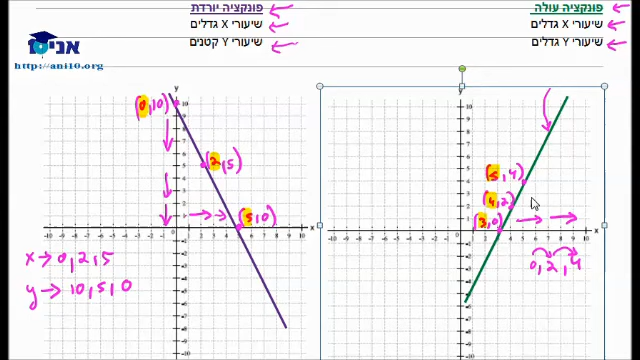 פונקציה עולה
שיעורי X גדלים
שיעורי Y גדלים
פונקציה יורדת
שיעורי X גדלים
שיעורי Y קטנים
אני10
http://ani10.org
y
(0,10)
(2,5)
(5,0)
x
x→0,2,5
y→10,5,0
y
(5,4)
(4,2)
(3,0)
x
0,2,4